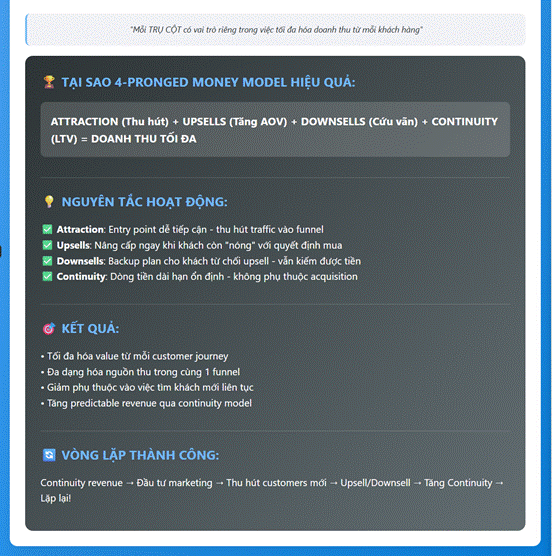 "Mỗi TRỤ CỘT có vai trò riêng trong việc tối đa hóa doanh thu từ mỗi khách hàng"
🏆 TẠI SAO 4-PRONGED MONEY MODEL HIỆU QUẢ:
ATTRACTION (Thu hút) + UPSELLS (Tăng AOV) + DOWNSELLS (Cứu vãn) + CONTINUITY
(LTV) = DOANH THU TỐI ĐA
💡 NGUYÊN TẮC HOẠT ĐỘNG:
✅ Attraction: Entry point dễ tiếp cận - thu hút traffic vào funnel
✅ Upsells: Nâng cấp ngay khi khách còn "nóng" với quyết định mua
✅ Downsells: Backup plan cho khách từ chối upsell - vẫn kiếm được tiền
✅ Continuity: Dòng tiền dài hạn ổn định - không phụ thuộc acquisition
🎯 KẾT QUẢ:
• Tối đa hóa value từ mỗi customer journey
• Đa dạng hóa nguồn thu trong cùng 1 funnel
• Giảm phụ thuộc vào việc tìm khách mới liên tục
• Tăng predictable revenue qua continuity model
🔄 VÒNG LẶP THÀNH CÔNG:
Continuity revenue → Đầu tư marketing → Thu hút customers mới → Upsell/Downsell → Tăng Continuity →
Lặp lại!